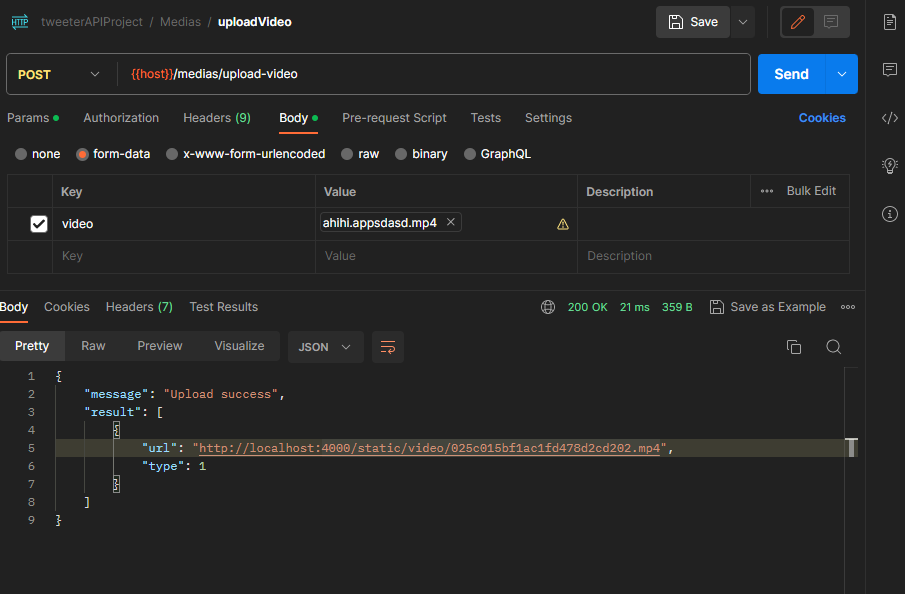 HTTP tweeterAPIProject / Medias / uploadVideo Save
POST {{host}}/medias/upload-video Send
Params Authorization Headers (9) Body Pre-request Script Tests Settings Cookies
none form-data x-www-form-urlencoded raw binary GraphQL
Key Value Description Bulk Edit
video ahihi.appsdasd.mp4
Key Value Description
Body Cookies Headers (7) Test Results 200 OK 21 ms 359 B Save as Example
Pretty Raw Preview Visualize JSON
1 {
2 "message": "Upload success",
3 "result": [
4 {
5 "url": "http://localhost:4000/static/video/025c015bf1ac1fd478d2cd202.mp4",
6 "type": 1
7 }
8 ]
9 }